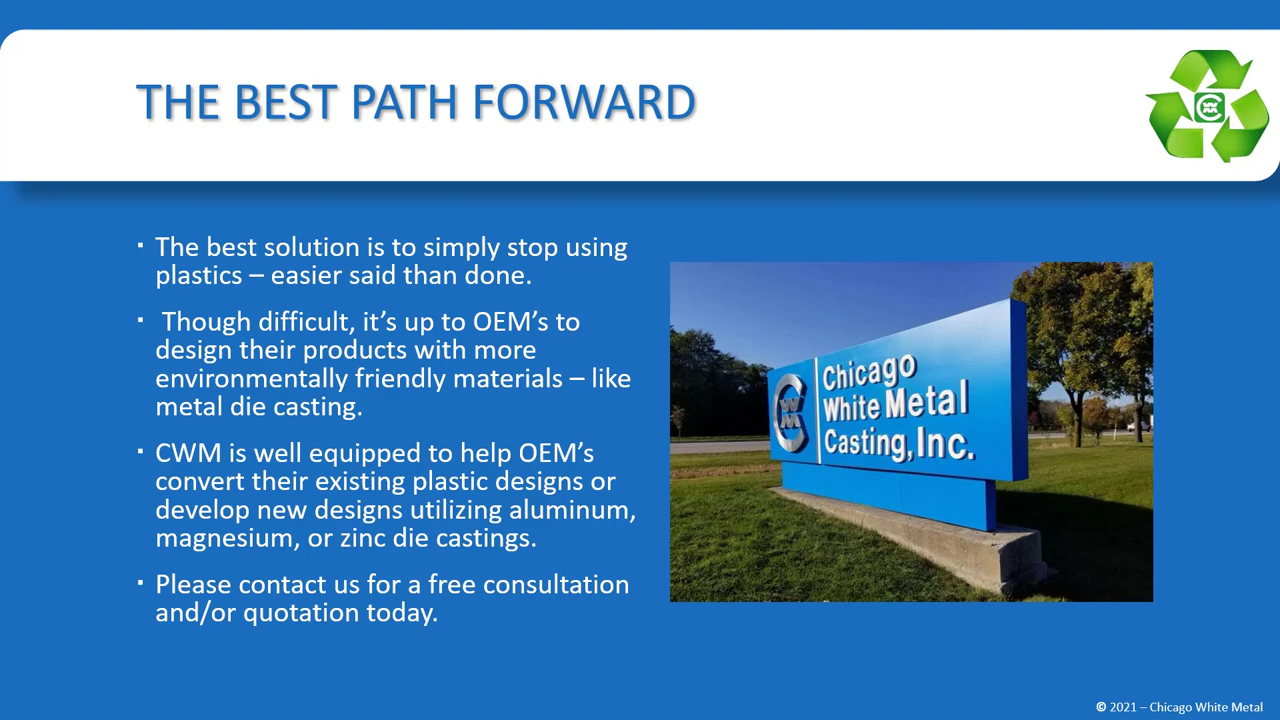 THE BEST PATH FORWARD
▪ The best solution is to simply stop using
plastics – easier said than done.
▪ Though difficult, it’s up to OEM’s to
design their products with more
environmentally friendly materials – like
metal die casting.
▪ CWM is well equipped to help OEM’s
convert their existing plastic designs or
develop new designs utilizing aluminum,
magnesium, or zinc die castings.
▪ Please contact us for a free consultation
and/or quotation today.
Chicago
White Metal
Casting, Inc.
© 2021 – Chicago White Metal